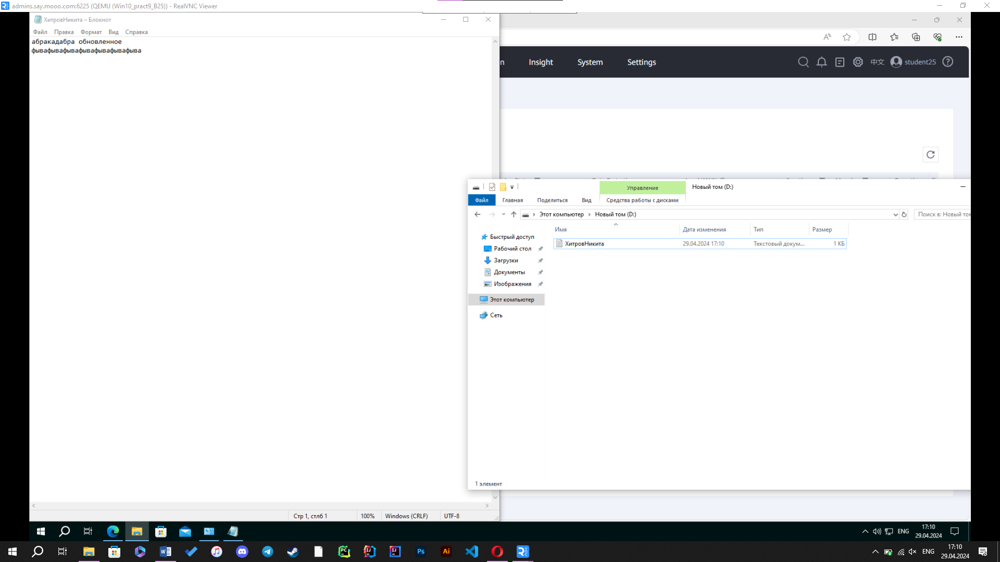 admins.say.mooo.com:6225 (QEMU (Win10_pract9_B25)) - RealVNC Viewer
ХитровНикита – Блокнот
Файл Правка Формат Вид Справка
абракадабра обновленное
фывафывафывафывафывафывафыва
Insight System Settings
中文 student25
Управление Новый том (D:)
Файл Главная Поделиться Вид Средства работы с дисками
Этот компьютер › Новый том (D:)
Поиск в: Новый том
Имя Дата изменения Тип Размер
ХитровНикита 29.04.2024 17:10 Текстовый докум... 1 КБ
Быстрый доступ
Рабочий стол
Загрузки
Документы
Изображения
Этот компьютер
Сеть
1 элемент
Стр 1, стлб 1 100% Windows (CRLF) UTF-8
ENG 17:10
29.04.2024
ENG 17:10
29.04.2024